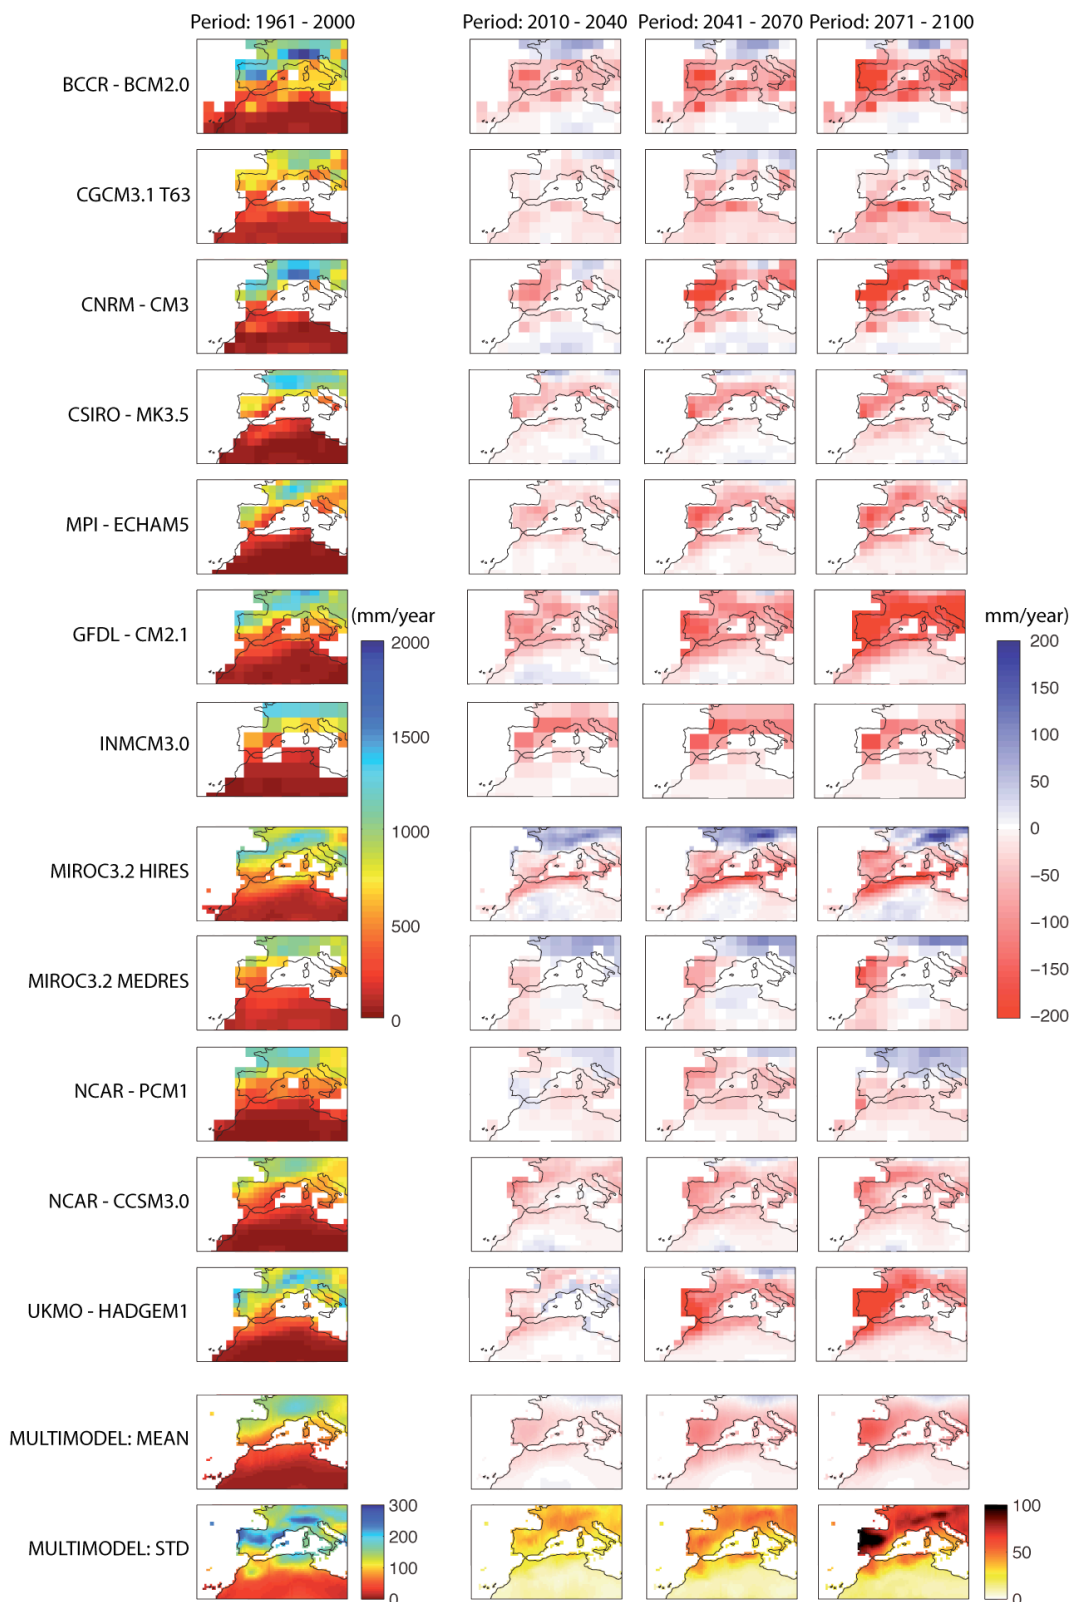 Period: 1961 - 2000
Period: 2010 - 2040
Period: 2041 - 2070
Period: 2071 - 2100
BCCR - BCM2.0
CGCM3.1 T63
CNRM - CM3
CSIRO - MK3.5
MPI - ECHAM5
GFDL - CM2.1
(mm/year
mm/year)
2000
1500
1000
500
0
200
150
100
50
0
−50
−100
−150
−200
INMCM3.0
MIROC3.2 HIRES
MIROC3.2 MEDRES
NCAR - PCM1
NCAR - CCSM3.0
UKMO - HADGEM1
MULTIMODEL: MEAN
MULTIMODEL: STD
300
200
100
0
100
50
0